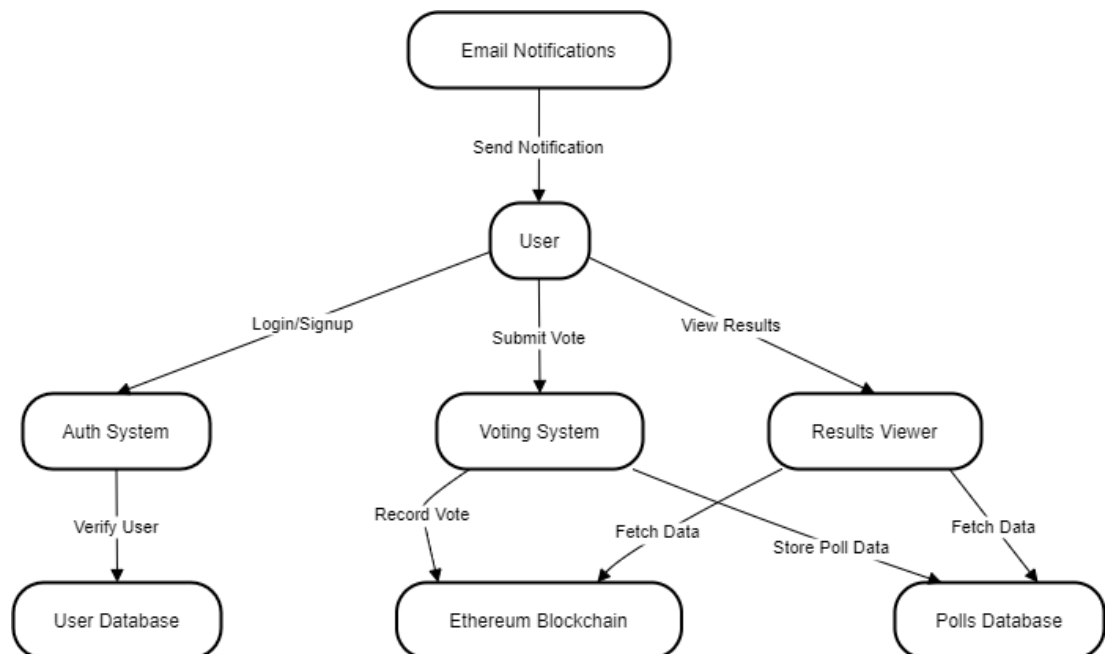 Email Notifications
Send Notification
User
Login/Signup
Submit Vote
View Results
Auth System
Voting System
Results Viewer
Verify User
Record Vote
Fetch Data
Store Poll Data
Fetch Data
User Database
Ethereum Blockchain
Polls Database